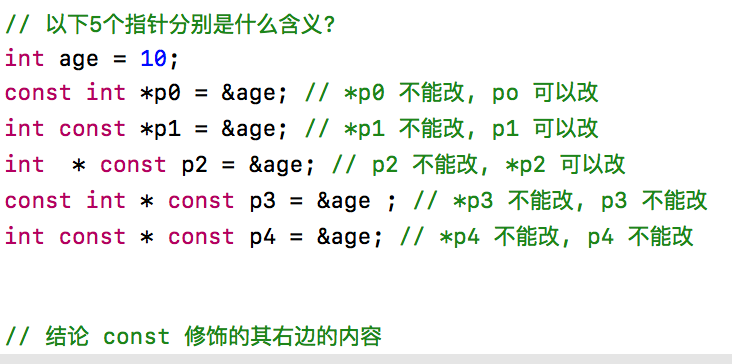 // 以下5个指针分别是什么含义?
int age = 10;
const int *p0 = &age; // *p0 不能改, po 可以改
int const *p1 = &age; // *p1 不能改, p1 可以改
int  * const p2 = &age; // p2 不能改, *p2 可以改
const int * const p3 = &age ; // *p3 不能改, p3 不能改
int const * const p4 = &age; // *p4 不能改, p4 不能改
// 结论 const 修饰的其右边的内容